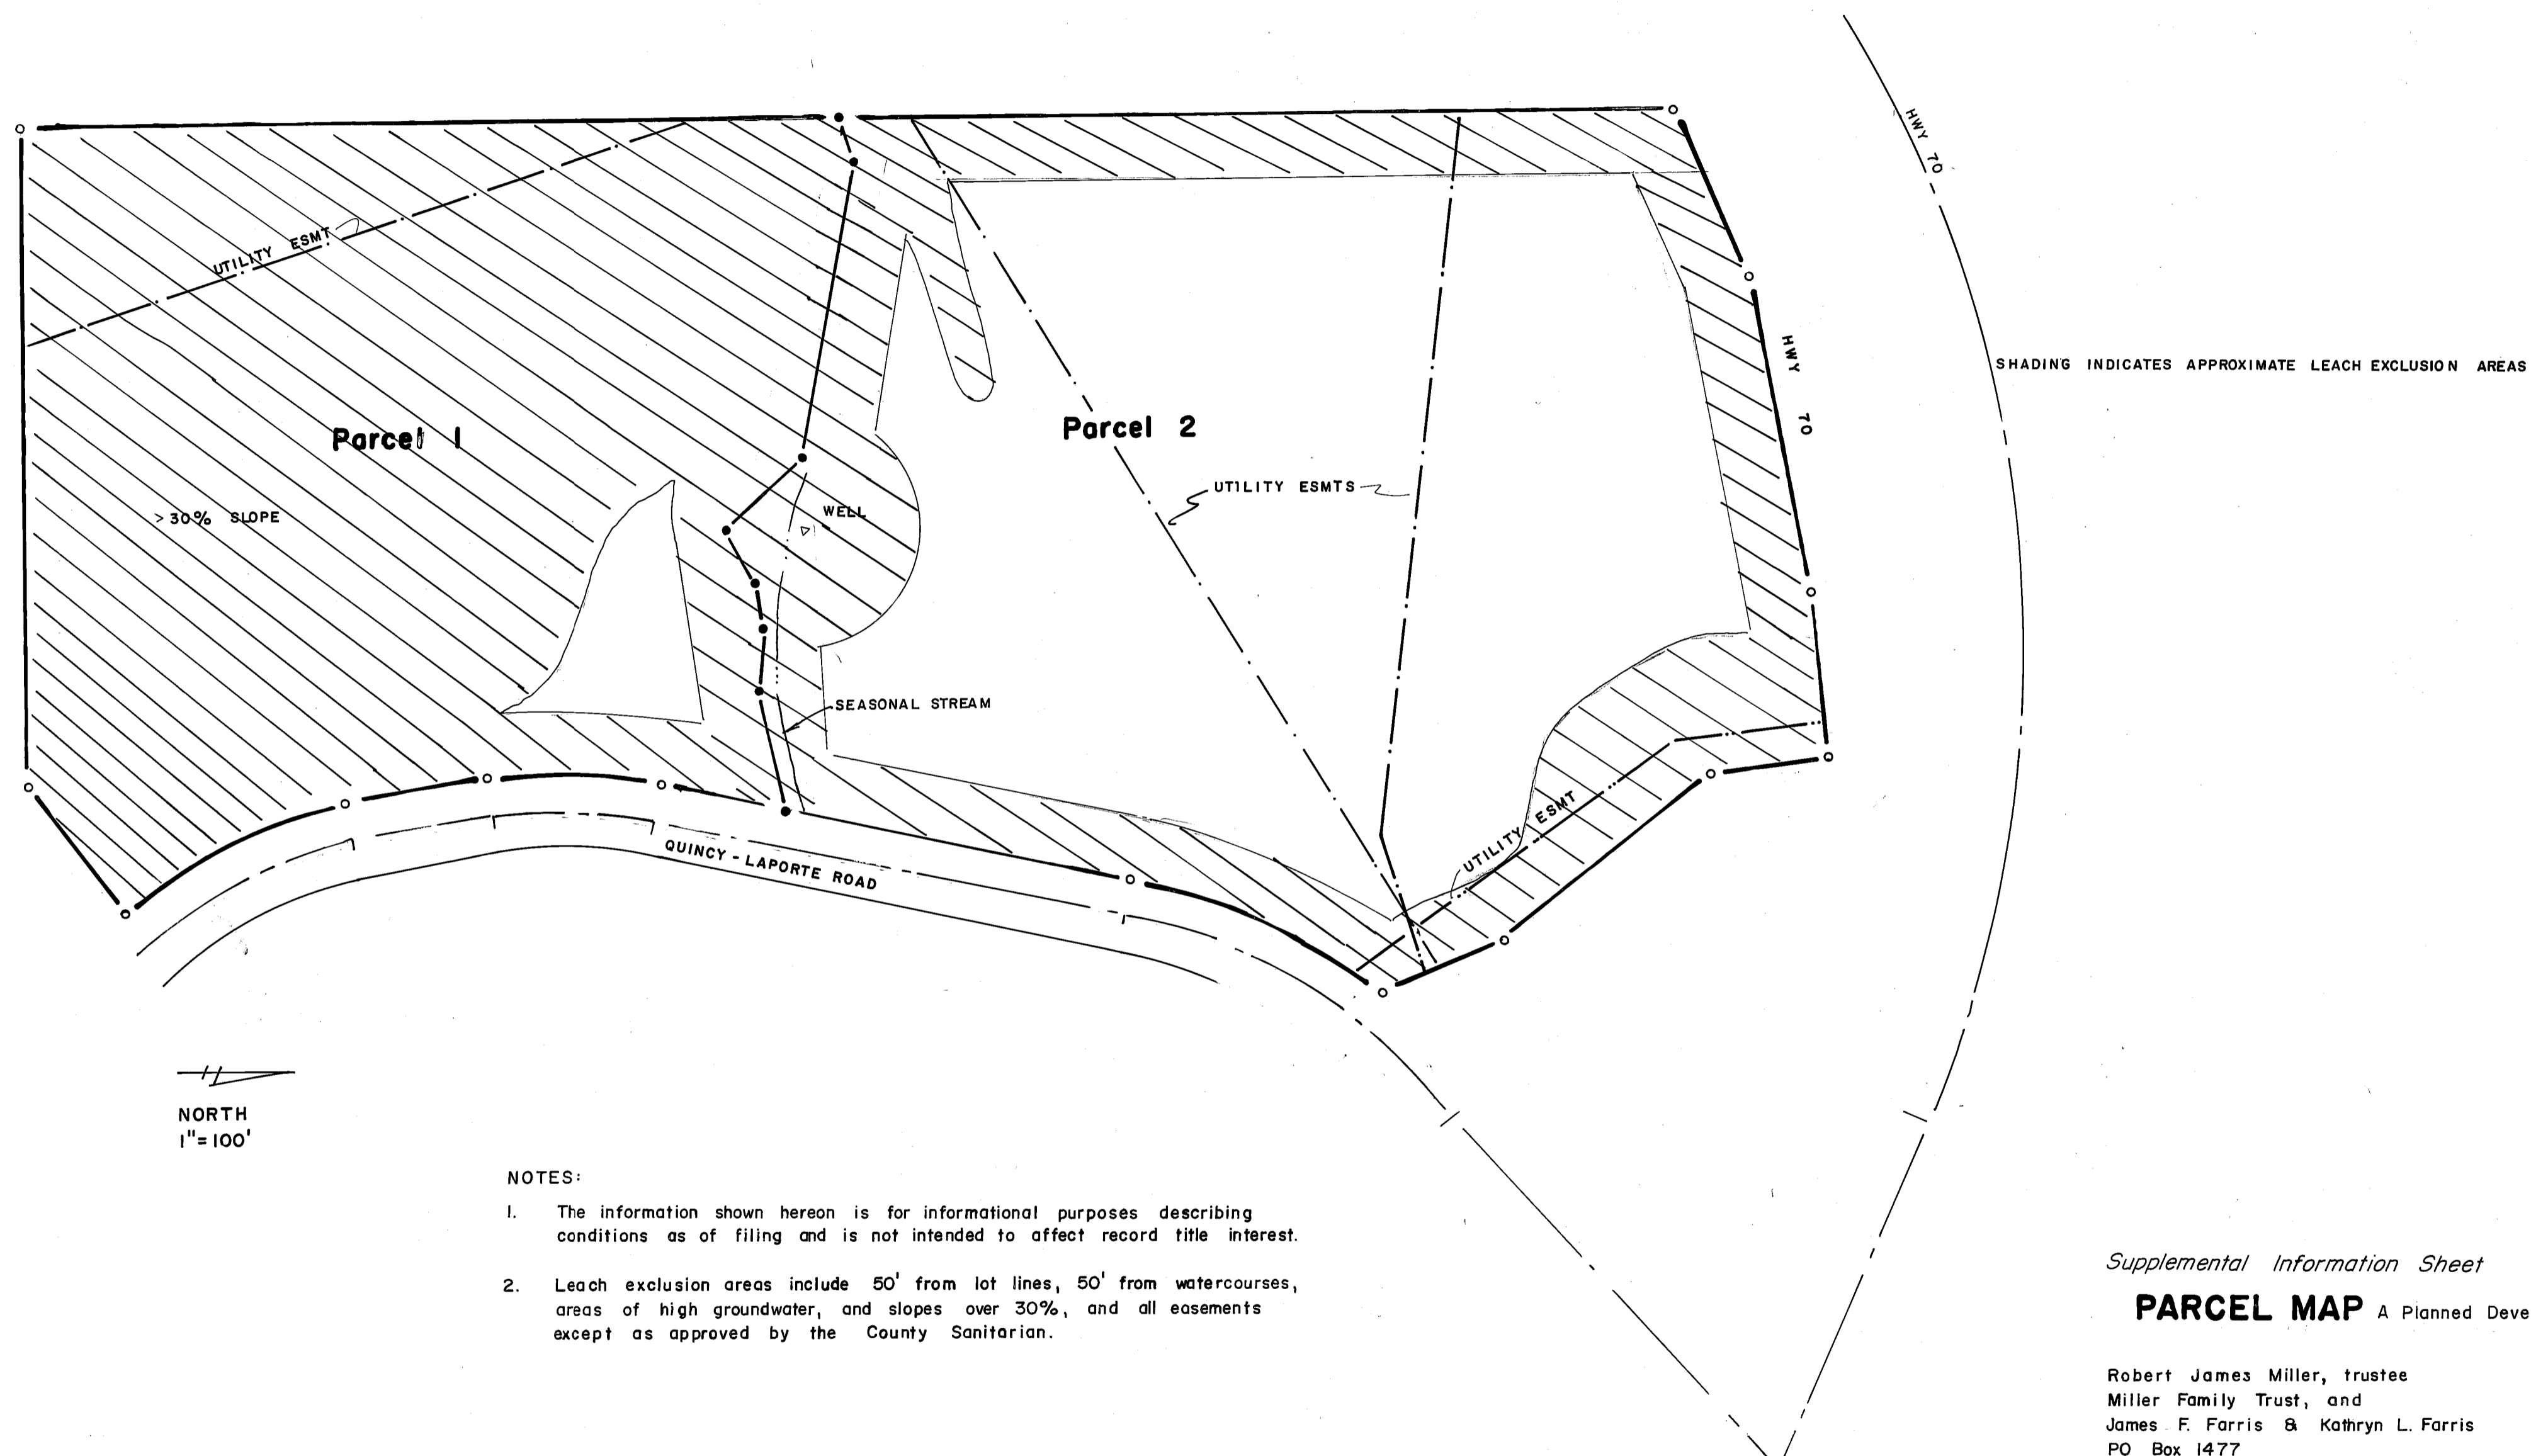 HWY 70
UTILITY ESMT
HWY 70
SHADING INDICATES APPROXIMATE LEACH EXCLUSION AREAS
Parcel 1
Parcel 2
UTILITY ESMTS
WELL
> 30% SLOPE
SEASONAL STREAM
UTILITY ESMT
QUINCY - LAPORTE ROAD
NORTH
1"=100'
NOTES:
1. The information shown hereon is for informational purposes describing
conditions as of filing and is not intended to affect record title interest.
2. Leach exclusion areas include 50' from lot lines, 50' from watercourses,
areas of high groundwater, and slopes over 30%, and all easements
except as approved by the County Sanitarian.
Supplemental Information Sheet
PARCEL MAP A Planned Deve
Robert James Miller, trustee
Miller Family Trust, and
James F. Farris & Kathryn L. Farris
PO Box 1477